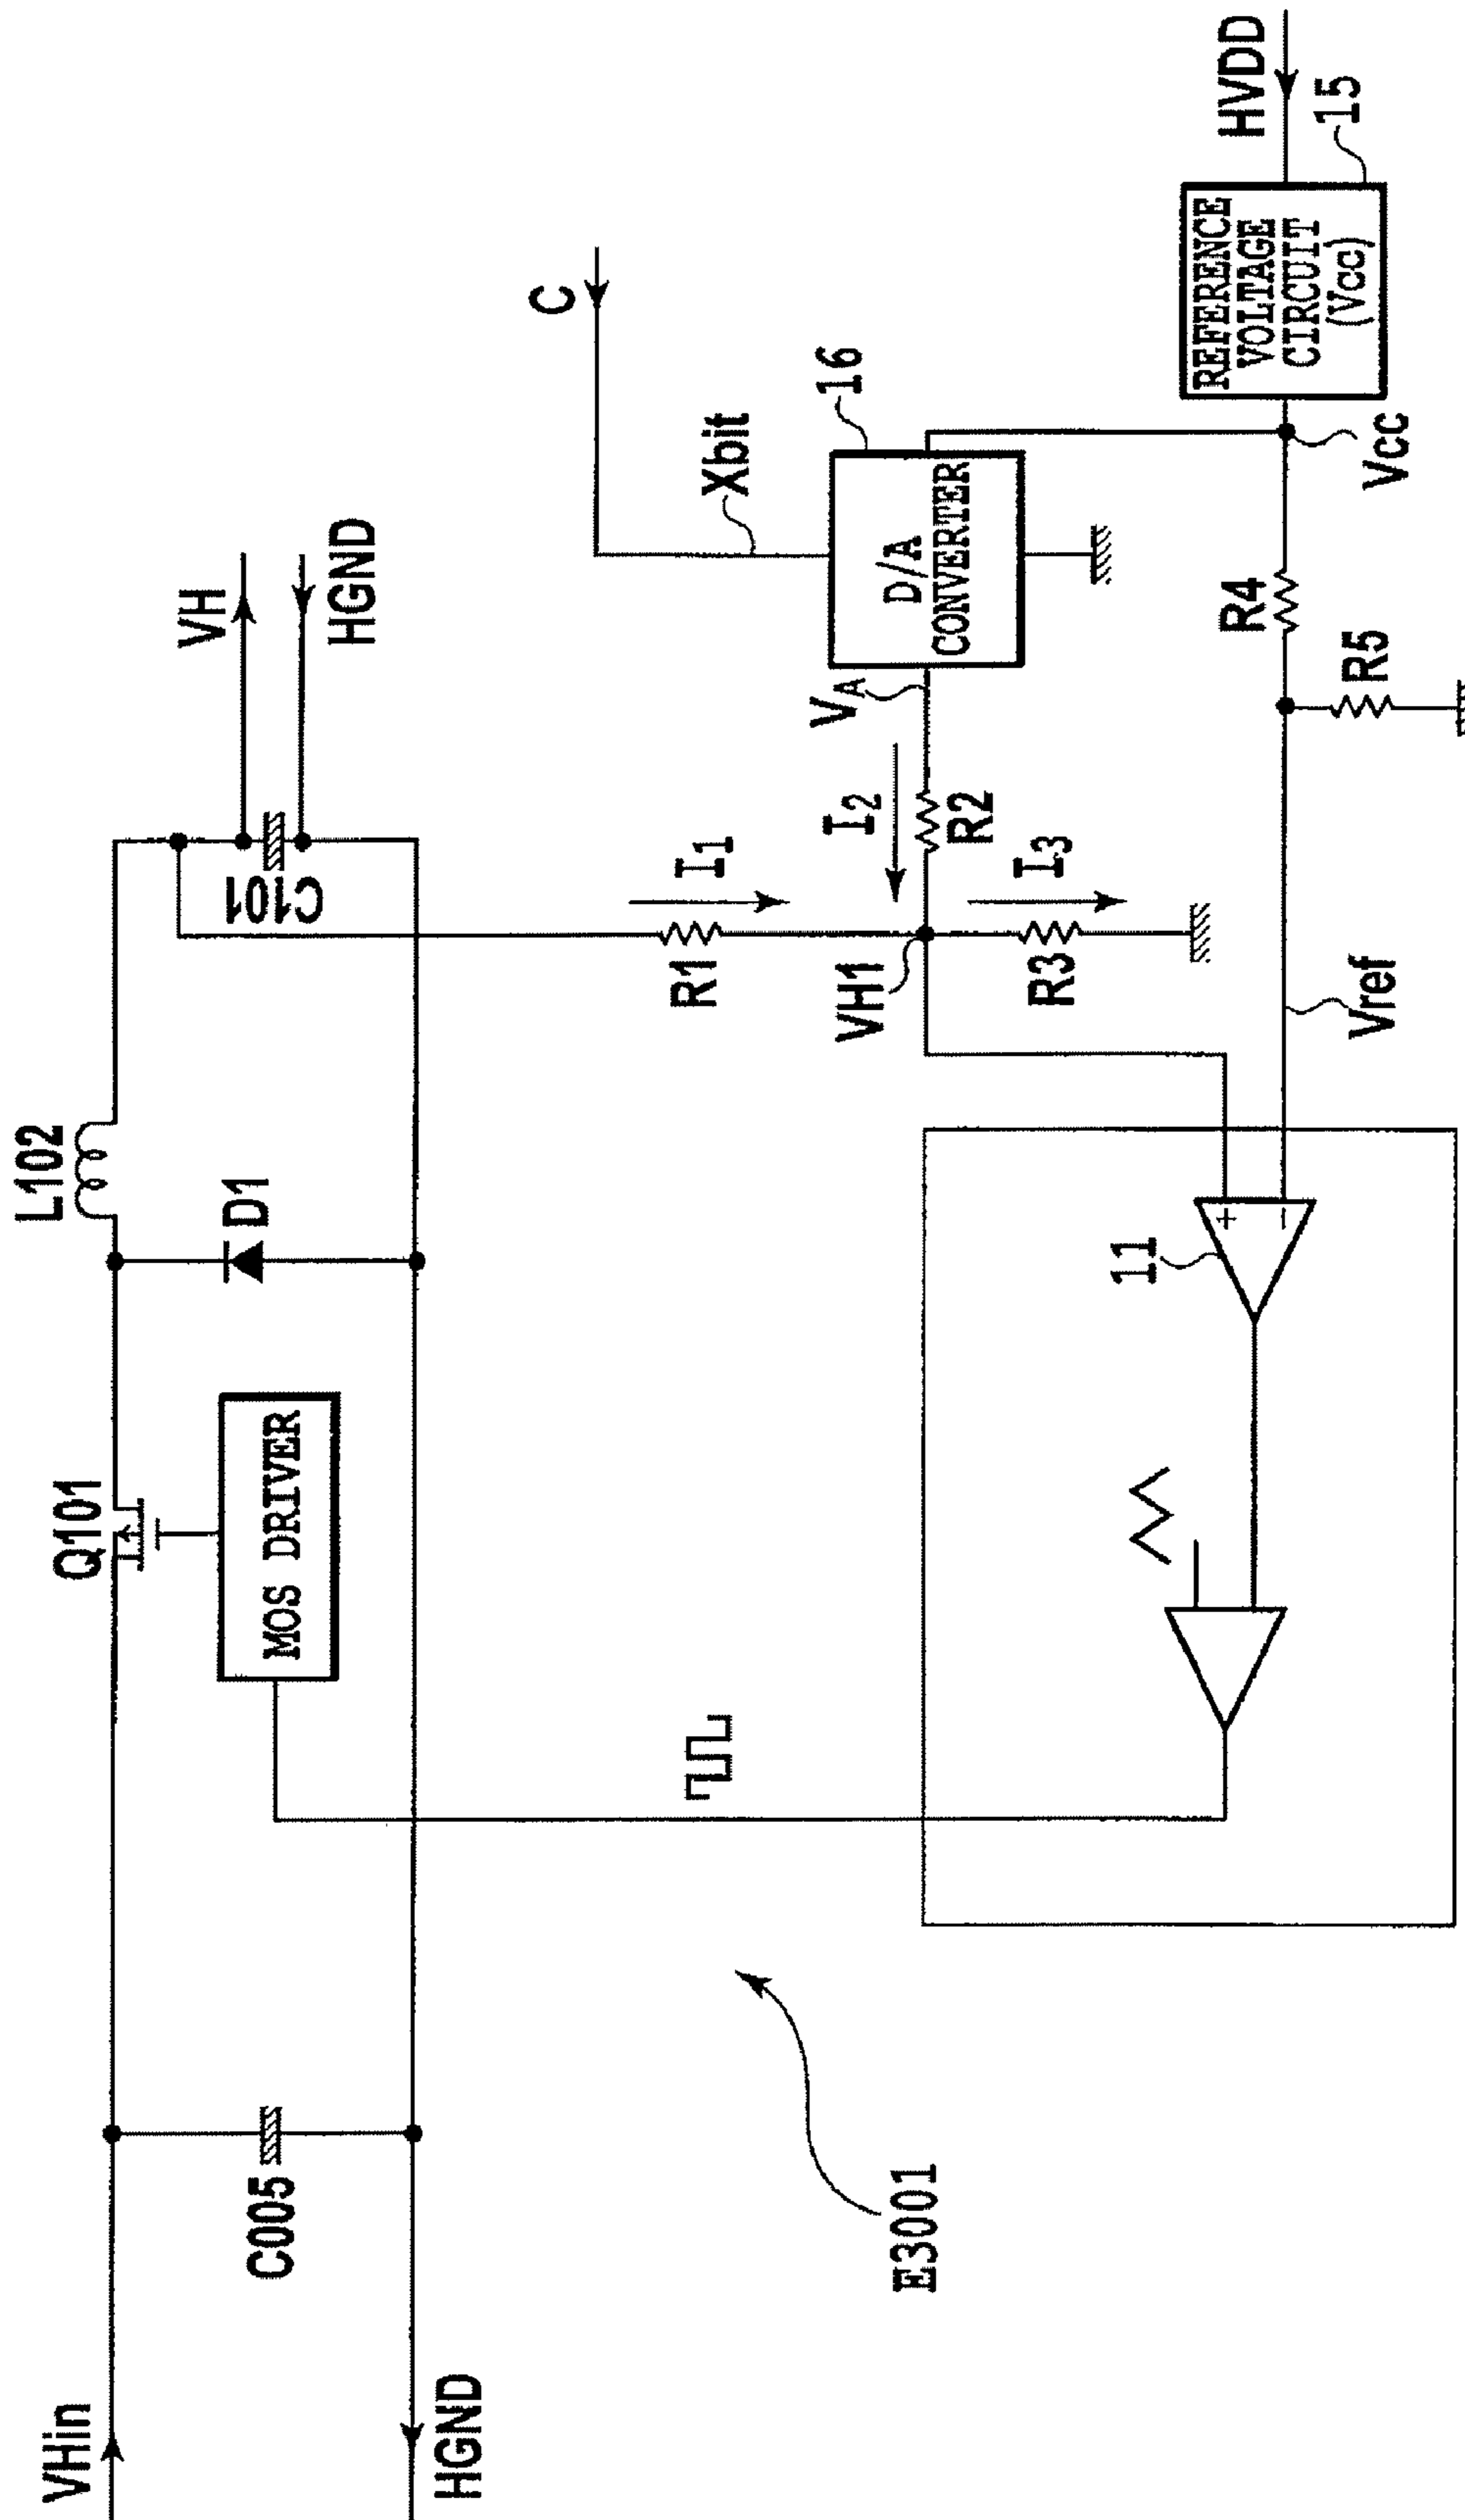 VHin
HGND
C005
Q101
MOS DRIVER
L102
D1
C101
VH
HGND
E3001
R1
I1
VH1
R3
I3
I2
R2
VA
D/A
CONVERTER
16
Xbit
C
11
+
−
Vref
R4
R5
Vcc
REFERENCE
VOLTAGE
CIRCUIT
(Vcc)
15
HVDD